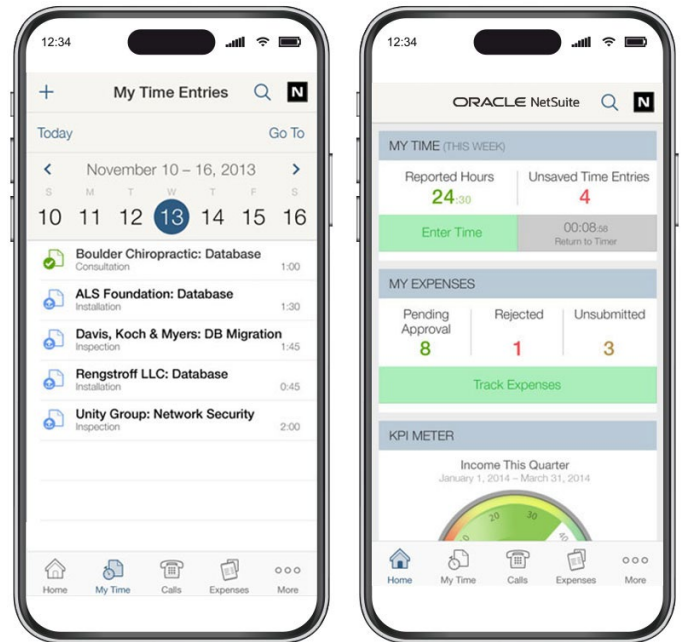 12:34
My Time Entries
N
Today
Go To
November 10 – 16, 2013
S M T W T F S
10 11 12 13 14 15 16
Boulder Chiropractic: Database
Consultation
1:00
ALS Foundation: Database
Installation
1:30
Davis, Koch & Myers: DB Migration
Inspection
1:45
Rengstroff LLC: Database
Installation
0:45
Unity Group: Network Security
Inspection
2:00
Home My Time Calls Expenses More
12:34
ORACLE NetSuite
N
MY TIME (THIS WEEK)
Reported Hours
24:30
Unsaved Time Entries
4
Enter Time
00:08:58
Return to Timer
MY EXPENSES
Pending Approval
8
Rejected
1
Unsubmitted
3
Track Expenses
KPI METER
Income This Quarter
January 1, 2014 – March 31, 2014
20 30
Home My Time Calls Expenses More